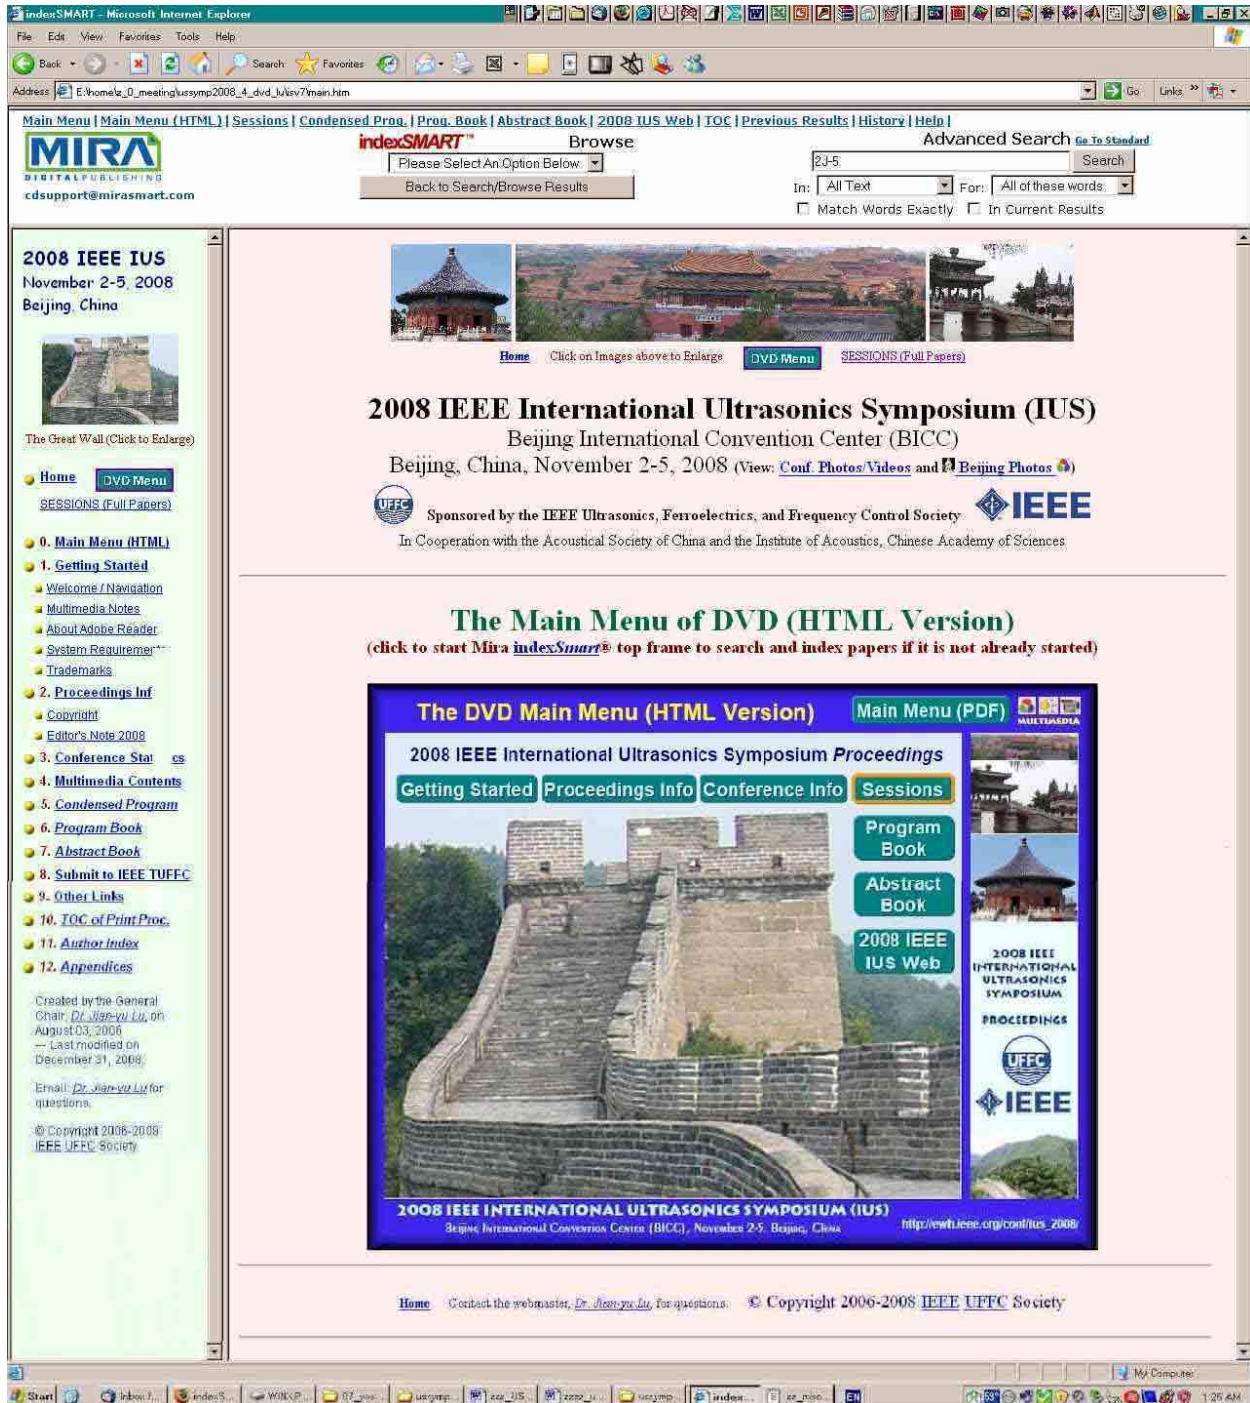 indexSMART - Microsoft Internet Explorer
File Edit View Favorites Tools Help
Back Search Favorites
Address E:\home\z_0_meeting\ussymp2008_4_dvd_lu\isv7\main.htm Go Links »
Main Menu | Main Menu (HTML) | Sessions | Condensed Prog. | Prog. Book | Abstract Book | 2008 IUS Web | TOC | Previous Results | History | Help |
MIRA
DIGITAL PUBLISHING
cdsupport@mirasmart.com
indexSMART™ Browse
Please Select An Option Below
Back to Search/Browse Results
Advanced Search Go To Standard
2J-5 Search
In: All Text For: All of these words
Match Words Exactly In Current Results
2008 IEEE IUS
November 2-5, 2008
Beijing, China
The Great Wall (Click to Enlarge)
Home DVD Menu
SESSIONS (Full Papers)
0. Main Menu (HTML)
1. Getting Started
Welcome / Navigation
Multimedia Notes
About Adobe Reader
System Requiremer
Trademarks
2. Proceedings Inf
Copyright
Editor's Note 2008
3. Conference Stat cs
4. Multimedia Contents
5. Condensed Program
6. Program Book
7. Abstract Book
8. Submit to IEEE TUFFC
9. Other Links
10. TOC of Print Proc.
11. Author Index
12. Appendices
Created by the General
Chair, Dr. Jian-yu Lu, on
August 03, 2006
--- Last modified on
December 31, 2008.
Email: Dr. Jian-yu Lu for
questions.
© Copyright 2006-2008
IEEE UFFC Society
Home Click on Images above to Enlarge DVD Menu SESSIONS (Full Papers)
2008 IEEE International Ultrasonics Symposium (IUS)
Beijing International Convention Center (BICC)
Beijing, China, November 2-5, 2008 (View: Conf. Photos/Videos and Beijing Photos)
UFFC Sponsored by the IEEE Ultrasonics, Ferroelectrics, and Frequency Control Society IEEE
In Cooperation with the Acoustical Society of China and the Institute of Acoustics, Chinese Academy of Sciences
The Main Menu of DVD (HTML Version)
(click to start Mira indexSmart® top frame to search and index papers if it is not already started)
The DVD Main Menu (HTML Version) Main Menu (PDF) MULTIMEDIA
2008 IEEE International Ultrasonics Symposium Proceedings
Getting Started Proceedings Info Conference Info Sessions
Program
Book
Abstract
Book
2008 IEEE
IUS Web
2008 IEEE
INTERNATIONAL
ULTRASONICS
SYMPOSIUM
PROCEEDINGS
UFFC
IEEE
2008 IEEE INTERNATIONAL ULTRASONICS SYMPOSIUM (IUS)
Beijing International Convention Center (BICC), November 2-5, Beijing, China
http://ewh.ieee.org/conf/ius_2008/
Home Contact the webmaster, Dr. Jian-yu Lu, for questions. © Copyright 2006-2008 IEEE UFFC Society
My Computer
Start Inbox index... WIN XP... EN 1:25 AM